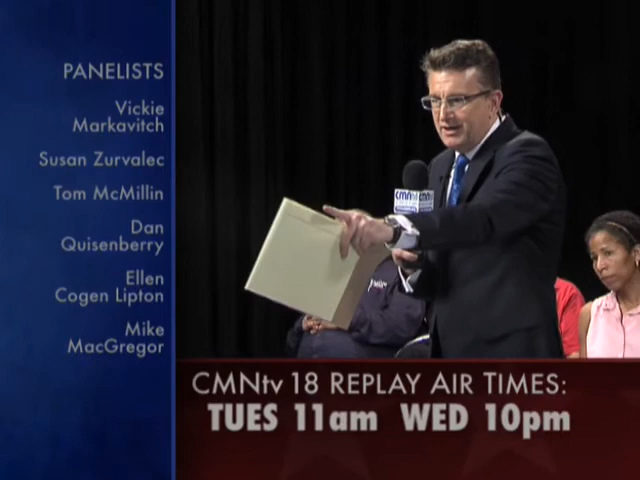 PANELISTS
Vickie
Markavitch
Susan Zurvalec
Tom McMillin
Dan
Quisenberry
Ellen
Cogen Lipton
Mike
MacGregor
cmntv
CMNtv 18 REPLAY AIR TIMES:
TUES 11am WED 10pm